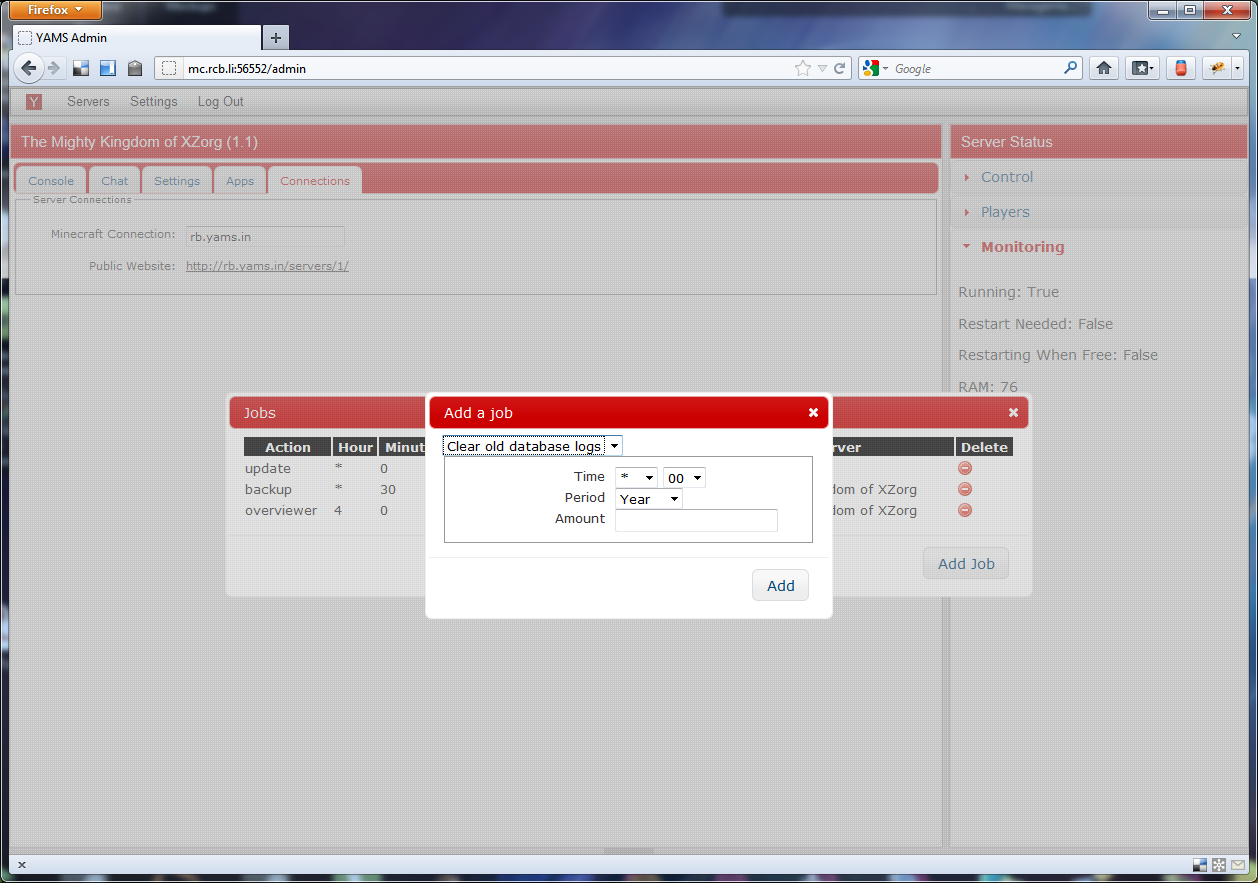 Firefox
YAMS Admin
mc.rcb.li:56552/admin
Google
Y Servers Settings Log Out
The Mighty Kingdom of XZorg (1.1)
Server Status
Console Chat Settings Apps Connections
Control
Server Connections
Minecraft Connection: rb.yams.in
Public Website: http://rb.yams.in/servers/1/
Players
Monitoring
Running: True
Restart Needed: False
Restarting When Free: False
RAM: 76
Jobs
Add a job
Action Hour Minut rver Delete
update * 0
backup * 30 dom of XZorg
overviewer 4 0 dom of XZorg
Clear old database logs
Time * 00
Period Year
Amount
Add Job
Add